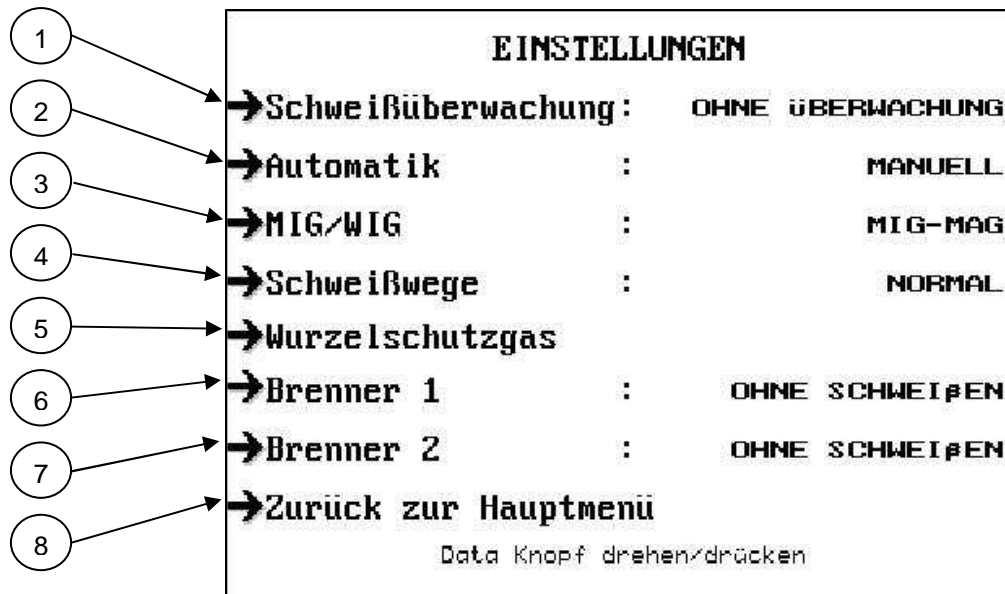 EINSTELLUNGEN
1 Schweißüberwachung: OHNE üBERWACHUNG
2 Automatik : MANUELL
3 MIG/WIG : MIG-MAG
4 Schweißwege : NORMAL
5 Wurzelschutzgas
6 Brenner 1 : OHNE SCHWEIßEN
7 Brenner 2 : OHNE SCHWEIßEN
8 Zurück zur Hauptmenü
Data Knopf drehen/drücken